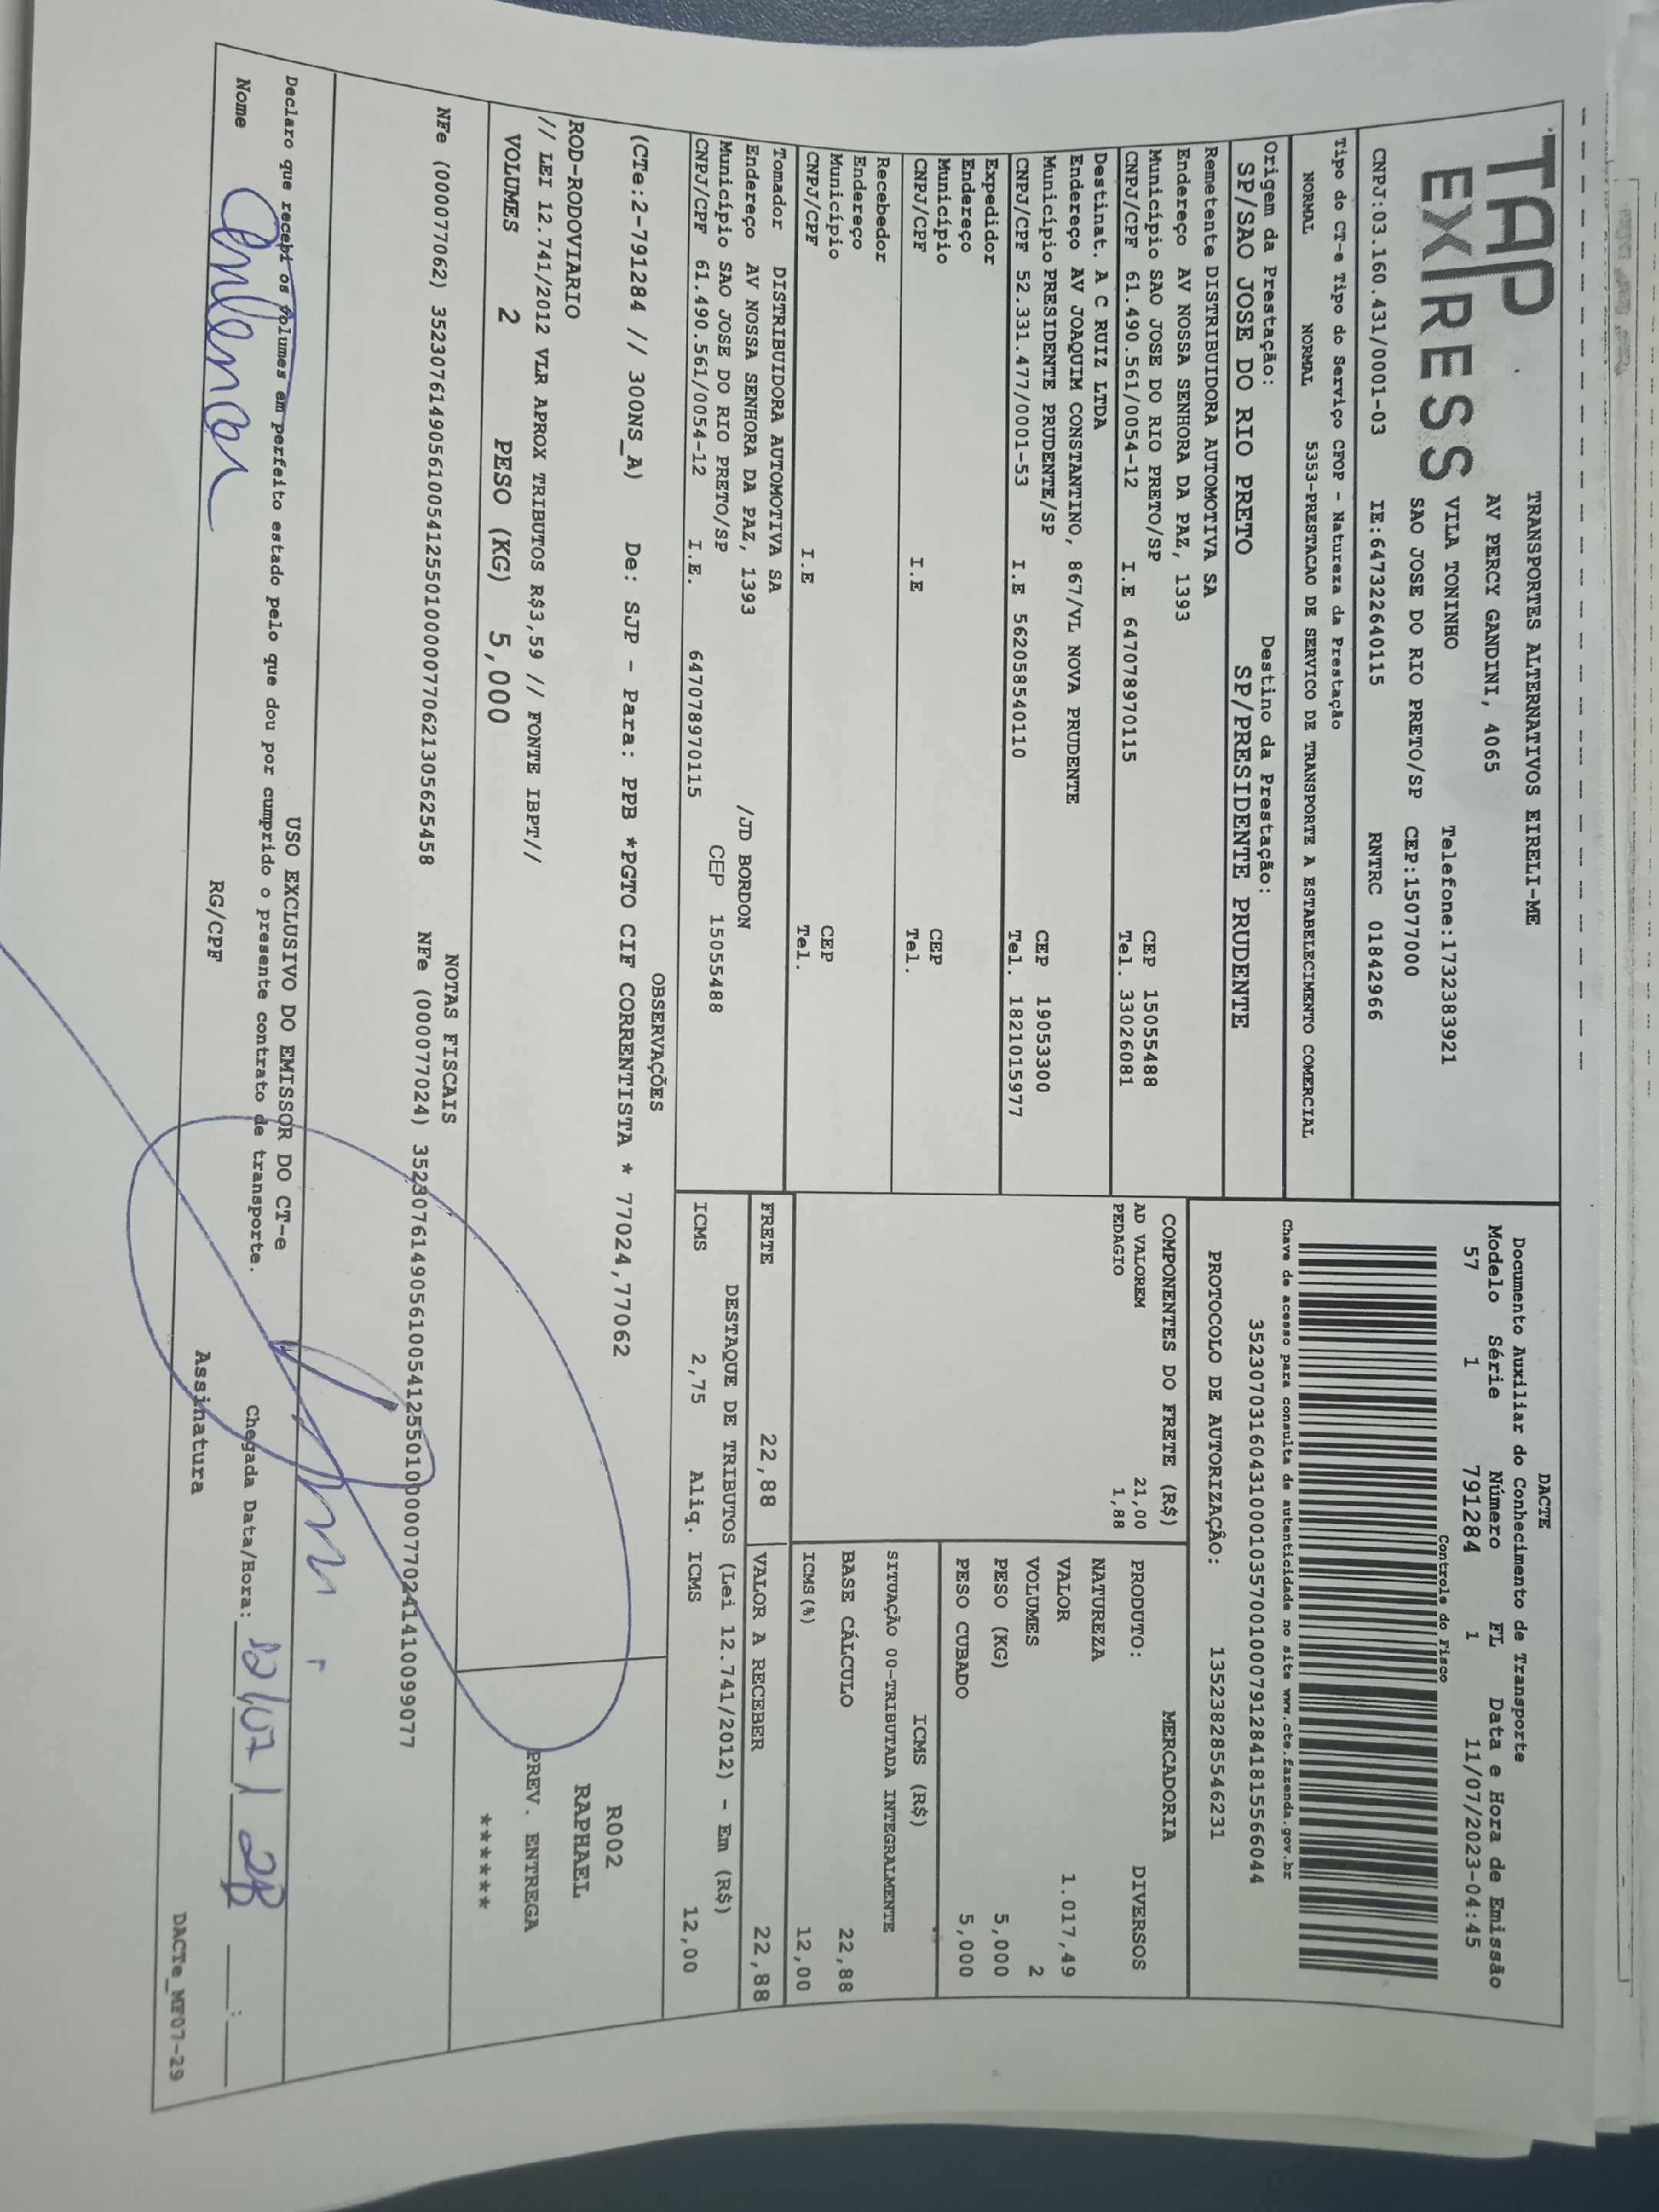 TAP EXPRESS
TRANSPORTES ALTERNATIVOS EIRELI-ME
AV PERCY GANDINI, 4065
VILA TONINHO Telefone:1732383921
SAO JOSE DO RIO PRETO/SP CEP:15077000
CNPJ:03.160.431/0001-03 IE:647322640115 RNTRC 01842966
Tipo do CT-e Tipo do Serviço CFOP - Natureza da Prestação
NORMAL NORMAL 5353-PRESTACAO DE SERVICO DE TRANSPORTE A ESTABELECIMENTO COMERCIAL
Origem da Prestação: Destino da Prestação:
SP/SAO JOSE DO RIO PRETO SP/PRESIDENTE PRUDENTE
DACTE
Documento Auxiliar do Conhecimento de Transporte
Modelo Série Número FL Data e Hora de Emissão
57 1 791284 1 11/07/2023-04:45
Controle do Fisco
Chave de acesso para consulta de autenticidade no site www.cte.fazenda.gov.br
35230703160431000103570010007912841815566044
PROTOCOLO DE AUTORIZAÇÃO: 135238285546231
Remetente DISTRIBUIDORA AUTOMOTIVA SA
Endereço AV NOSSA SENHORA DA PAZ, 1393
Município SAO JOSE DO RIO PRETO/SP CEP 15055488
CNPJ/CPF 61.490.561/0054-12 I.E 647078970115 Tel. 33026081
Destinat. A C RUIZ LTDA
Endereço AV JOAQUIM CONSTANTINO, 867/VL NOVA PRUDENTE
Município PRESIDENTE PRUDENTE/SP CEP 19053300
CNPJ/CPF 52.331.477/0001-53 I.E 562058540110 Tel. 1821015977
Expedidor
Endereço
Município CEP
CNPJ/CPF I.E Tel.
Recebedor
Endereço
Município CEP
CNPJ/CPF I.E Tel.
Tomador DISTRIBUIDORA AUTOMOTIVA SA
Endereço AV NOSSA SENHORA DA PAZ, 1393 /JD BORDON
Município SAO JOSE DO RIO PRETO/SP CEP 15055488
CNPJ/CPF 61.490.561/0054-12 I.E. 647078970115
COMPONENTES DO FRETE (R$)
AD VALOREM 21,00
PEDAGIO 1,88
MERCADORIA
PRODUTO: DIVERSOS
NATUREZA
VALOR 1.017,49
VOLUMES 2
PESO (KG) 5,000
PESO CUBADO 5,000
ICMS (R$)
SITUAÇÃO 00-TRIBUTADA INTEGRALMENTE
BASE CÁLCULO 22,88
ICMS(%) 12,00
FRETE 22,88 VALOR A RECEBER 22,88
DESTAQUE DE TRIBUTOS (Lei 12.741/2012) - Em (R$)
ICMS 2,75 Aliq. ICMS 12,00
OBSERVAÇÕES
(CTe:2-791284 // 300NS_A) De: SJP - Para: PPB *PGTO CIF CORRENTISTA * 77024,77062
ROD-RODOVIARIO
// LEI 12.741/2012 VLR APROX TRIBUTOS R$3,59 // FONTE IBPT//
VOLUMES 2 PESO (KG) 5,000
R002
RAPHAEL
PREV. ENTREGA
******
NOTAS FISCAIS
NFe (000077062) 35230761490561005412550100000770621305625458 NFe (000077024) 35230761490561005412550100000770241410099077
USO EXCLUSIVO DO EMISSOR DO CT-e
Declaro que recebi os volumes em perfeito estado pelo que dou por cumprido o presente contrato de transporte.
Chegada Data/Hora: 12/07/23 ___:___
Nome RG/CPF Assinatura
DACTe_MF07-29